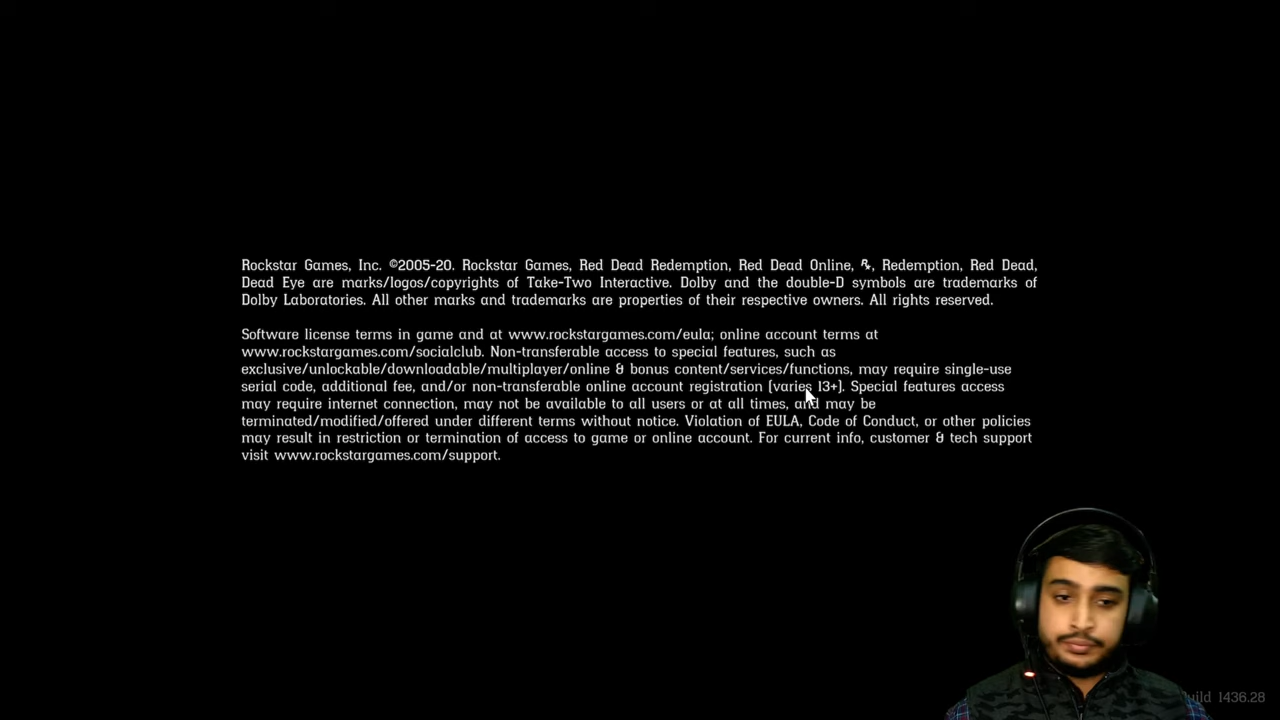 Rockstar Games, Inc. ©2005-20. Rockstar Games, Red Dead Redemption, Red Dead Online, R*, Redemption, Red Dead,
Dead Eye are marks/logos/copyrights of Take-Two Interactive. Dolby and the double-D symbols are trademarks of
Dolby Laboratories. All other marks and trademarks are properties of their respective owners. All rights reserved.
Software license terms in game and at www.rockstargames.com/eula; online account terms at
www.rockstargames.com/socialclub. Non-transferable access to special features, such as
exclusive/unlockable/downloadable/multiplayer/online & bonus content/services/functions, may require single-use
serial code, additional fee, and/or non-transferable online account registration (varies 13+). Special features access
may require internet connection, may not be available to all users or at all times, and may be
terminated/modified/offered under different terms without notice. Violation of EULA, Code of Conduct, or other policies
may result in restriction or termination of access to game or online account. For current info, customer & tech support
visit www.rockstargames.com/support.
1436.28